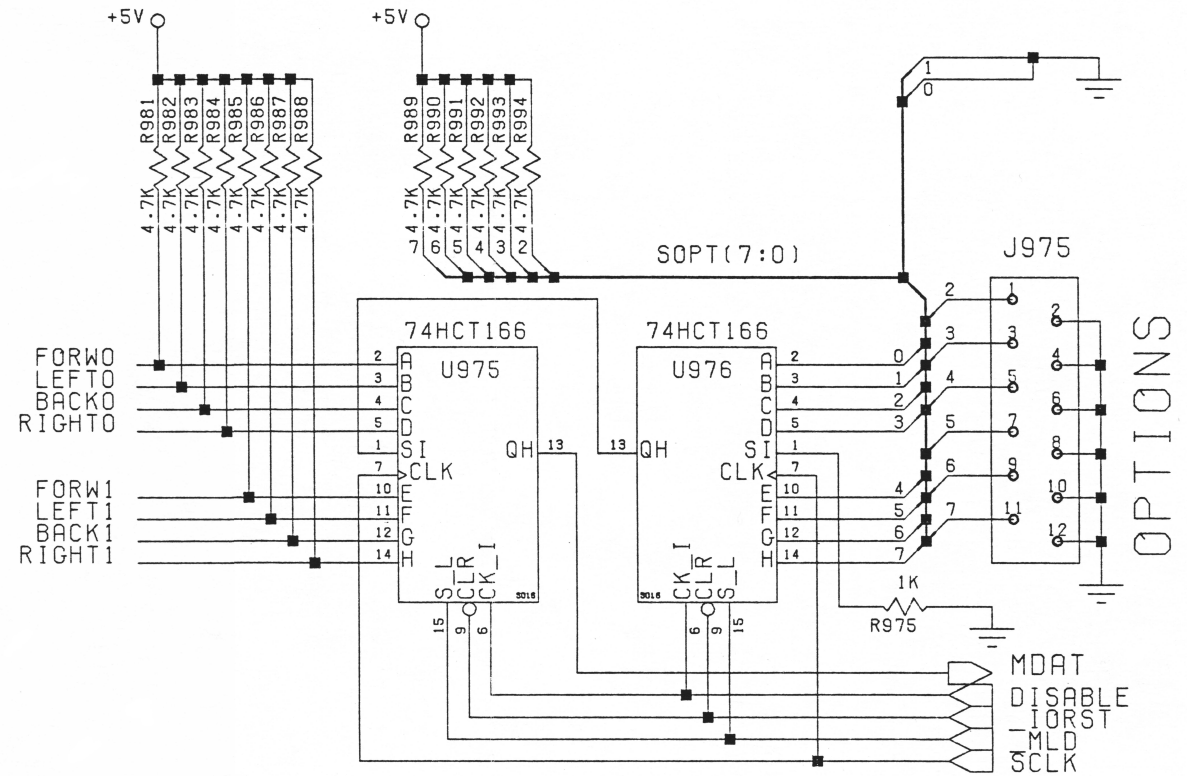 +5V
+5V
R981
R982
R983
R984
R985
R986
R987
R988
4.7K
4.7K
4.7K
4.7K
4.7K
4.7K
4.7K
4.7K
R989
R990
R991
R992
R993
R994
4.7K
4.7K
4.7K
4.7K
4.7K
4.7K
7 6 5 4 3 2
1
0
SOPT(7:0)
J975
OPTIONS
1
2
3
4
5
6
7
8
9
10
11
12
2
3
4
5
6
7
74HCT166
U975
FORW0 2 A
LEFT0 3 B
BACK0 4 C
RIGHT0 5 D
1 SI
7 CLK
FORW1 10 E
LEFT1 11 F
BACK1 12 G
RIGHT1 14 H
QH 13
S_L
CLR
CK_I
SO16
15 9 6
74HCT166
U976
A 2 0
B 3 1
C 4 2
D 5 3
SI 1
CLK 7
E 10 4
F 11 5
G 12 6
H 14 7
13 QH
CK_I
CLR
S_L
SO16
6 9 15
1K
R975
MDAT
DISABLE
_IORST
_MLD
SCLK